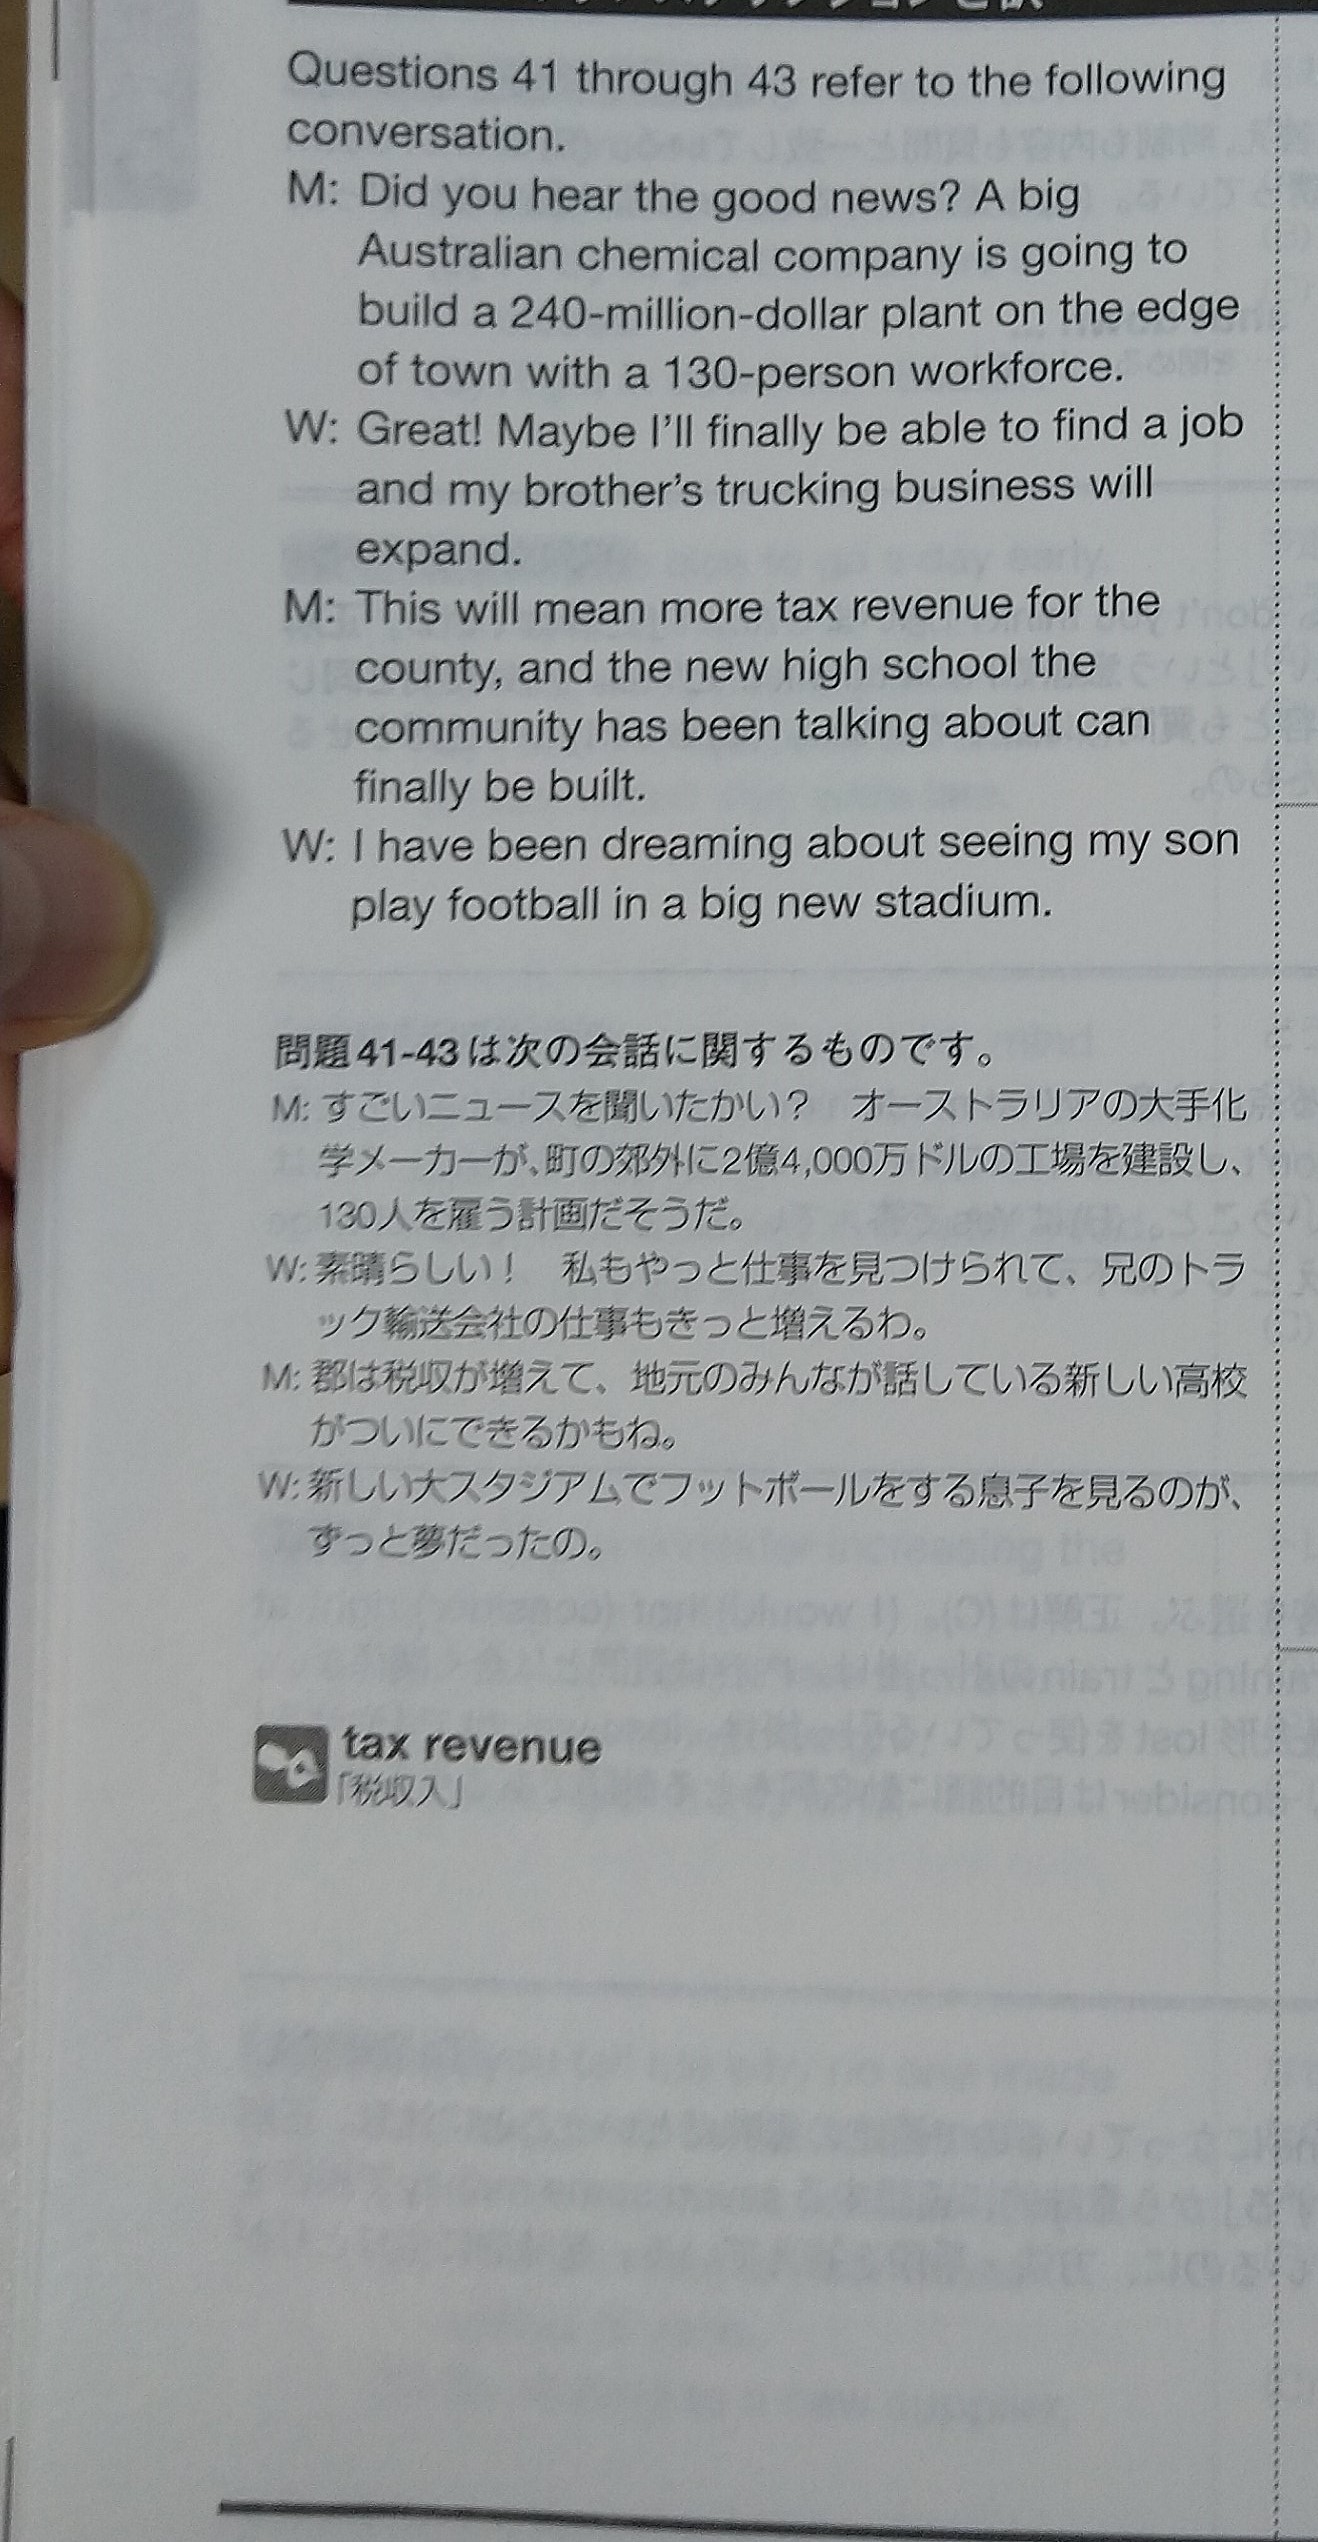 Questions 41 through 43 refer to the following
conversation.
M: Did you hear the good news? A big
Australian chemical company is going to
build a 240-million-dollar plant on the edge
of town with a 130-person workforce.
W: Great! Maybe I'll finally be able to find a job
and my brother's trucking business will
expand.
M: This will mean more tax revenue for the
county, and the new high school the
community has been talking about can
finally be built.
W: I have been dreaming about seeing my son
play football in a big new stadium.
問題41-43は次の会話に関するものです。
M: すごいニュースを聞いたかい？　オーストラリアの大手化
学メーカーが、町の郊外に2億4,000万ドルの工場を建設し、
130人を雇う計画だそうだ。
W: 素晴らしい！　私もやっと仕事を見つけられて、兄のトラ
ック輸送会社の仕事もきっと増えるわ。
M: 郡は税収が増えて、地元のみんなが話している新しい高校
がついにできるかもね。
W: 新しい大スタジアムでフットボールをする息子を見るのが、
ずっと夢だったの。
tax revenue
「税収入」